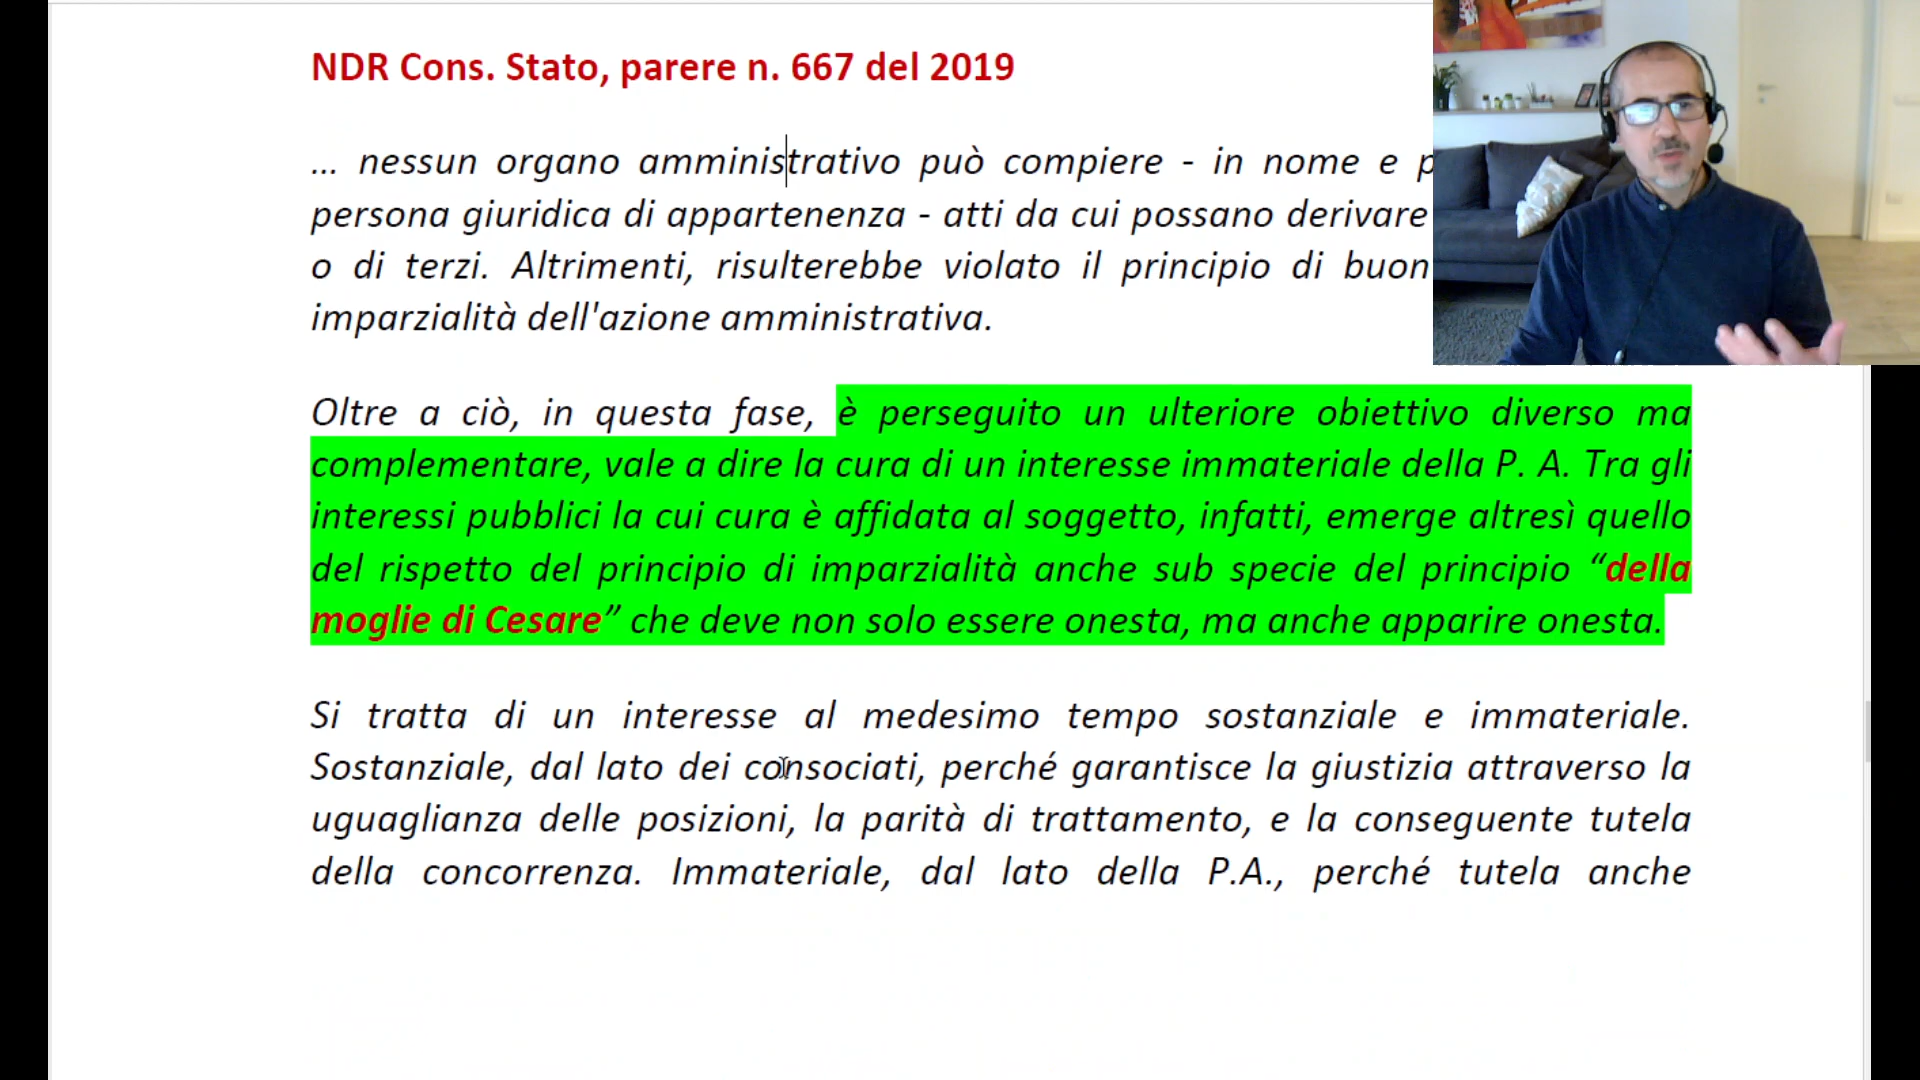 NDR Cons. Stato, parere n. 667 del 2019
... nessun organo amministrativo può compiere - in nome e
persona giuridica di appartenenza - atti da cui possano derivare
o di terzi. Altrimenti, risulterebbe violato il principio di buon
imparzialità dell'azione amministrativa.
Oltre a ciò, in questa fase, è perseguito un ulteriore obiettivo diverso ma
complementare, vale a dire la cura di un interesse immateriale della P. A. Tra gli
interessi pubblici la cui cura è affidata al soggetto, infatti, emerge altresì quello
del rispetto del principio di imparzialità anche sub specie del principio “della
moglie di Cesare” che deve non solo essere onesta, ma anche apparire onesta.
Si tratta di un interesse al medesimo tempo sostanziale e immateriale.
Sostanziale, dal lato dei consociati, perché garantisce la giustizia attraverso la
uguaglianza delle posizioni, la parità di trattamento, e la conseguente tutela
della concorrenza. Immateriale, dal lato della P.A., perché tutela anche